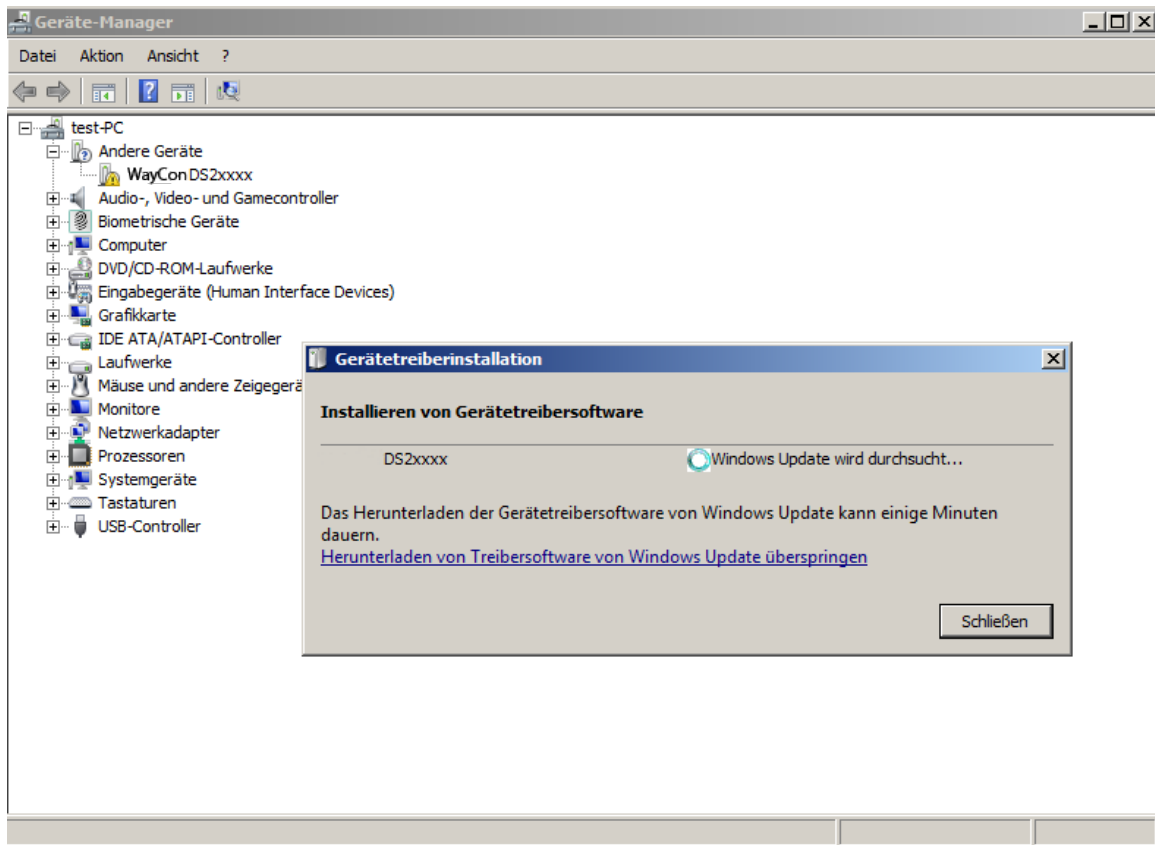 Geräte-Manager
Datei Aktion Ansicht ?
test-PC
Andere Geräte
WayCon DS2xxxx
Audio-, Video- und Gamecontroller
Biometrische Geräte
Computer
DVD/CD-ROM-Laufwerke
Eingabegeräte (Human Interface Devices)
Grafikkarte
IDE ATA/ATAPI-Controller
Laufwerke
Mäuse und andere Zeigegerä
Monitore
Netzwerkadapter
Prozessoren
Systemgeräte
Tastaturen
USB-Controller
Gerätetreiberinstallation
Installieren von Gerätetreibersoftware
DS2xxxx Windows Update wird durchsucht...
Das Herunterladen der Gerätetreibersoftware von Windows Update kann einige Minuten
dauern.
Herunterladen von Treibersoftware von Windows Update überspringen
Schließen